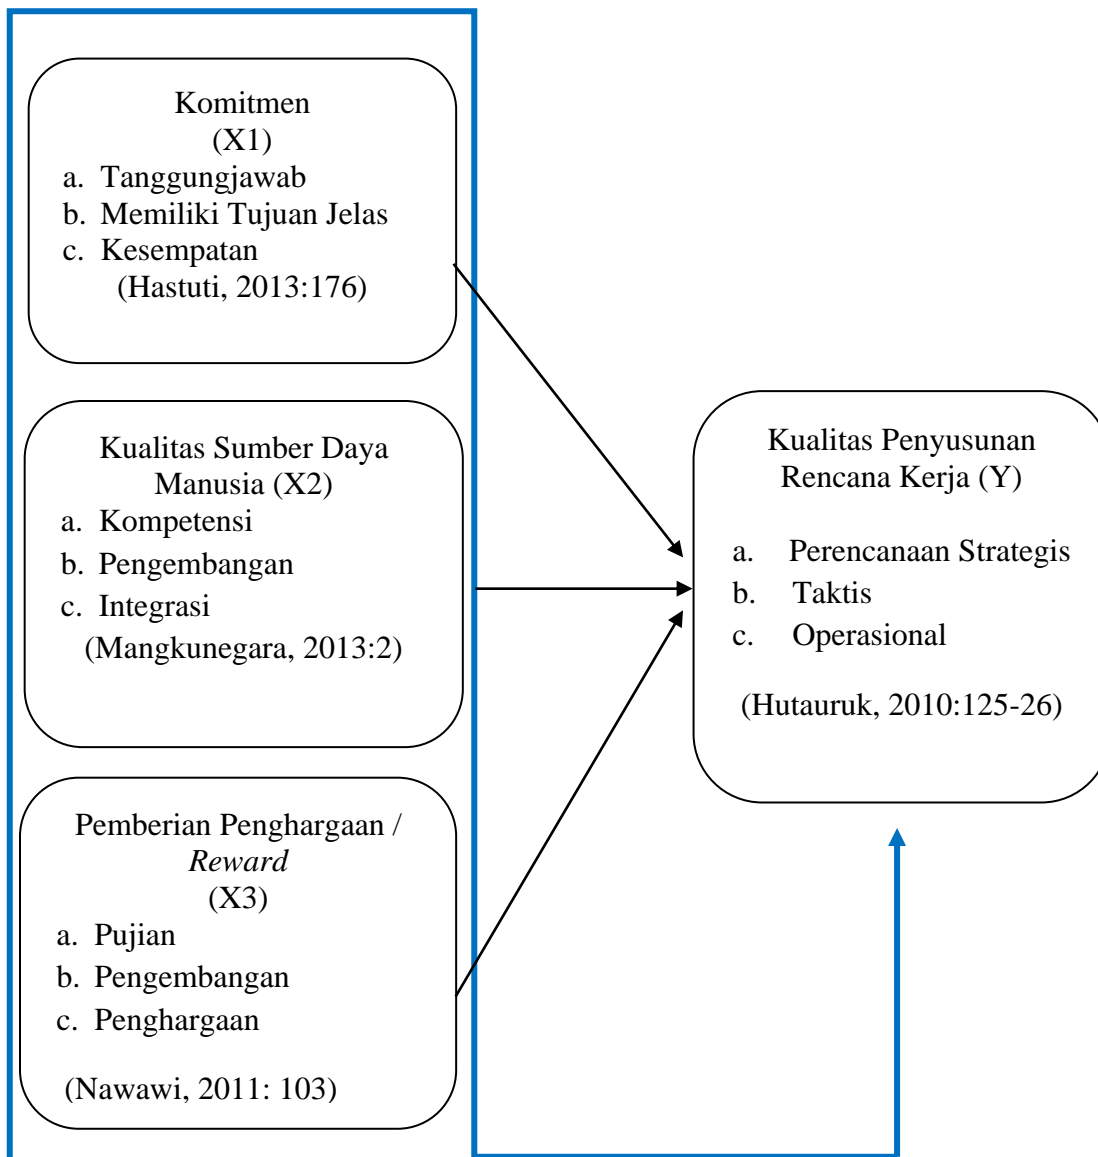 Komitmen
(X1)
a. Tanggungjawab
b. Memiliki Tujuan Jelas
c. Kesempatan
(Hastuti, 2013:176)
Kualitas Sumber Daya
Manusia (X2)
a. Kompetensi
b. Pengembangan
c. Integrasi
(Mangkunegara, 2013:2)
Pemberian Penghargaan /
Reward
(X3)
a. Pujian
b. Pengembangan
c. Penghargaan
(Nawawi, 2011: 103)
Kualitas Penyusunan
Rencana Kerja (Y)
a. Perencanaan Strategis
b. Taktis
c. Operasional
(Hutauruk, 2010:125-26)